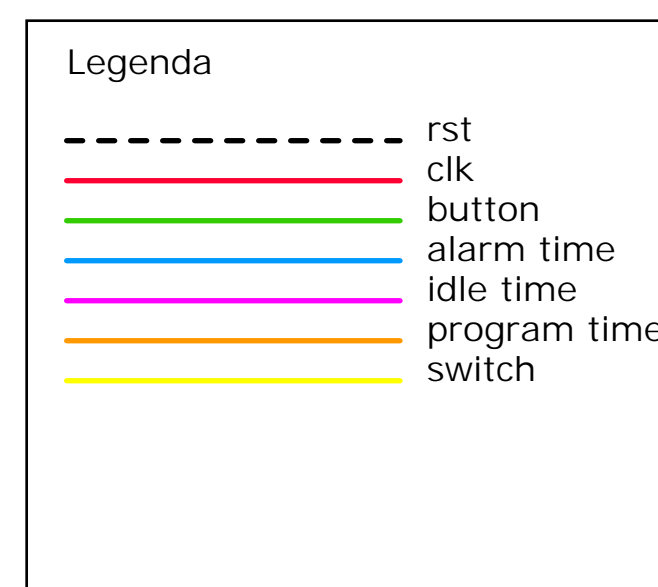 Legenda
rst
clk
button
alarm time
idle time
program time
switch